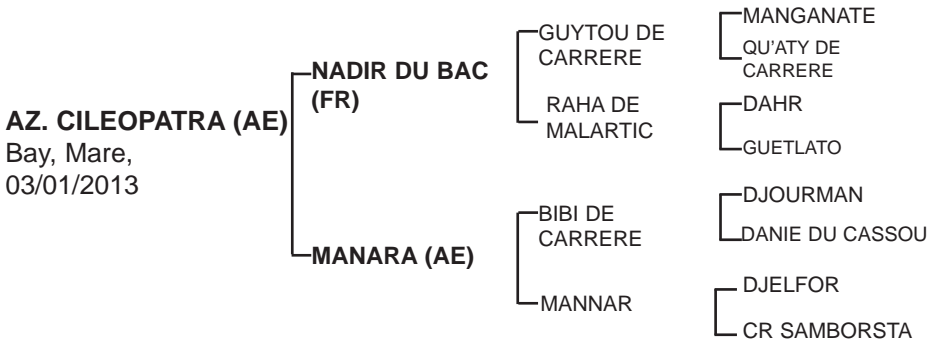 AZ. CILEOPATRA (AE)
Bay, Mare,
03/01/2013
NADIR DU BAC
(FR)
MANARA (AE)
GUYTOU DE
CARRERE
RAHA DE
MALARTIC
BIBI DE
CARRERE
MANNAR
MANGANATE
QU'ATY DE
CARRERE
DAHR
GUETLATO
DJOURMAN
DANIE DU CASSOU
DJELFOR
CR SAMBORSTA